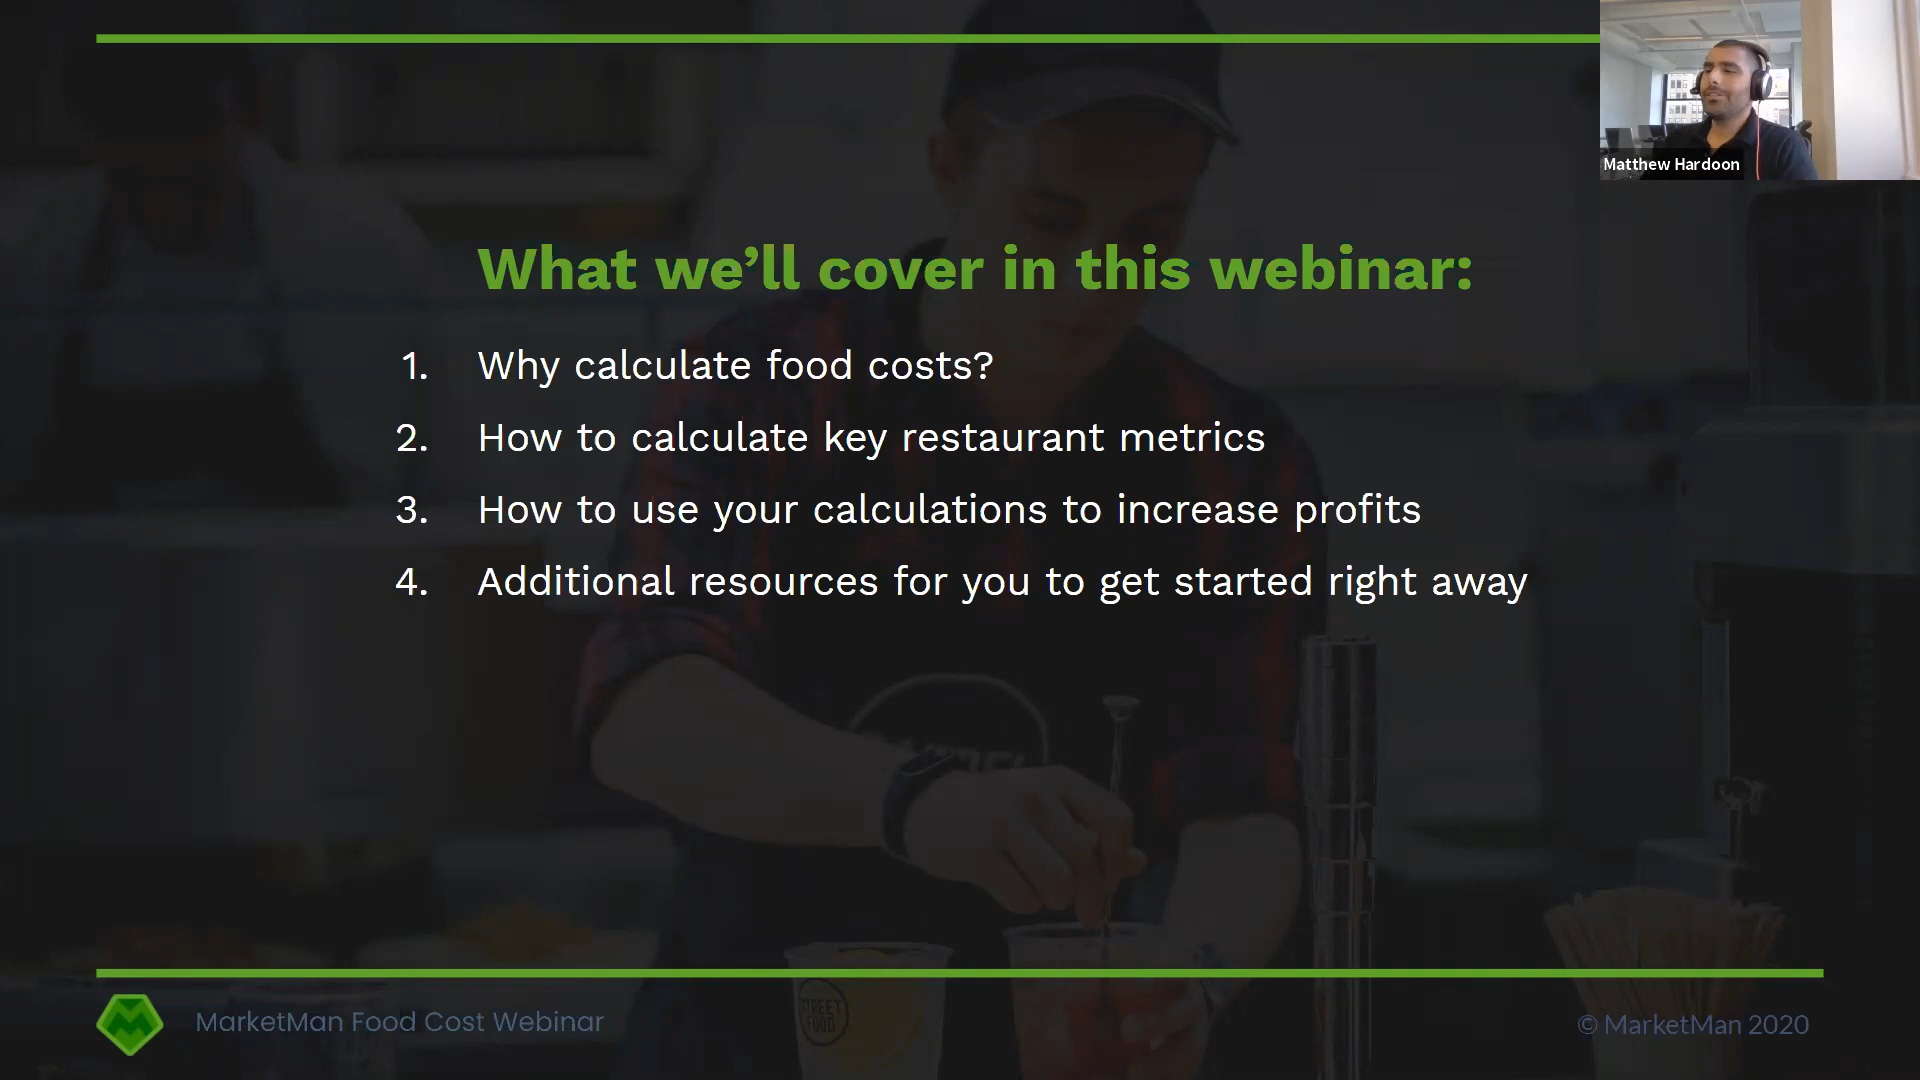 Matthew Hardoon
What we’ll cover in this webinar:
1. Why calculate food costs?
2. How to calculate key restaurant metrics
3. How to use your calculations to increase profits
4. Additional resources for you to get started right away
STREET
FOOD
MarketMan Food Cost Webinar
© MarketMan 2020